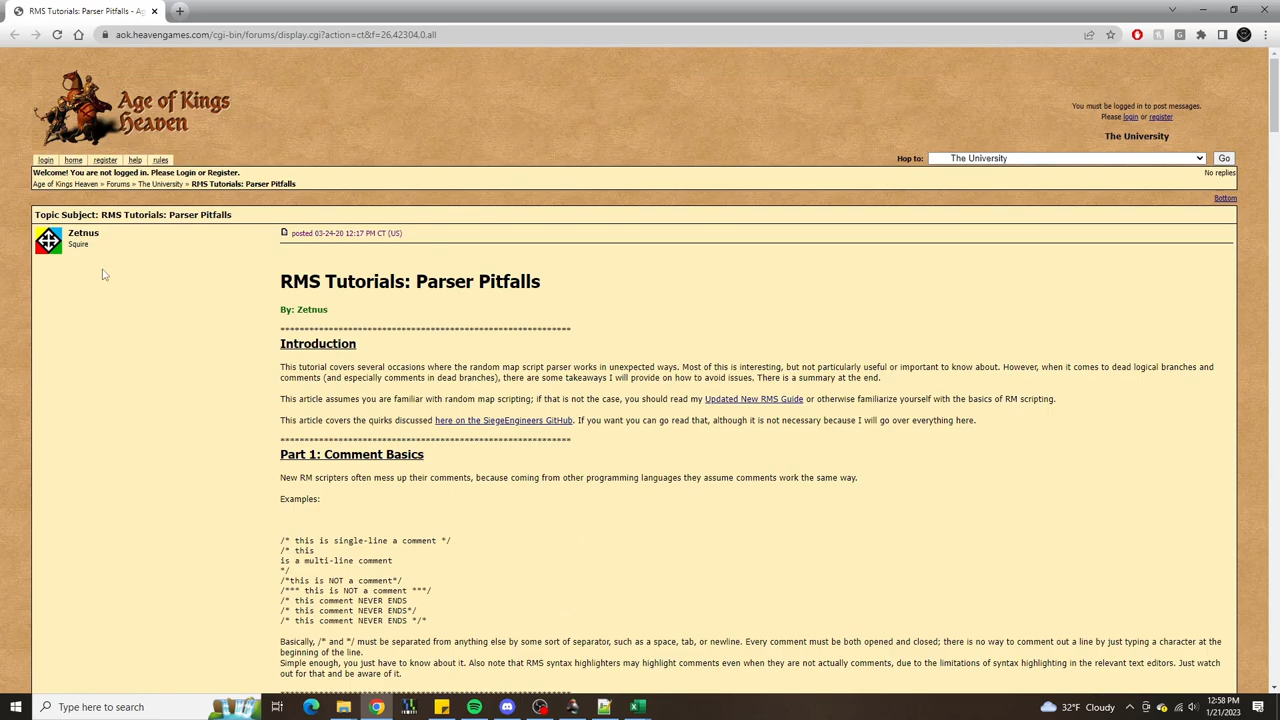 RMS Tutorials: Parser Pitfalls - Ag
aok.heavengames.com/cgi-bin/forums/display.cgi?action=ct&f=26,42304,0,all
Age of Kings
Heaven
You must be logged in to post messages.
Please login or register
The University
login home register help rules
Hop to: The University Go
Welcome! You are not logged in. Please Login or Register.
No replies
Age of Kings Heaven » Forums » The University » RMS Tutorials: Parser Pitfalls
Bottom
Topic Subject: RMS Tutorials: Parser Pitfalls
Zetnus
Squire
posted 03-24-20 12:17 PM CT (US)
RMS Tutorials: Parser Pitfalls
By: Zetnus
************************************************************
Introduction
This tutorial covers several occasions where the random map script parser works in unexpected ways. Most of this is interesting, but not particularly useful or important to know about. However, when it comes to dead logical branches and
comments (and especially comments in dead branches), there are some takeaways I will provide on how to avoid issues. There is a summary at the end.
This article assumes you are familiar with random map scripting; if that is not the case, you should read my Updated New RMS Guide or otherwise familiarize yourself with the basics of RM scripting.
This article covers the quirks discussed here on the SiegeEngineers GitHub. If you want you can go read that, although it is not necessary because I will go over everything here.
************************************************************
Part 1: Comment Basics
New RM scripters often mess up their comments, because coming from other programming languages they assume comments work the same way.
Examples:
/* this is single-line a comment */
/* this
is a multi-line comment
*/
/*this is NOT a comment*/
/*** this is NOT a comment ***/
/* this comment NEVER ENDS
/* this comment NEVER ENDS*/
/* this comment NEVER ENDS */*
Basically, /* and */ must be separated from anything else by some sort of separator, such as a space, tab, or newline. Every comment must be both opened and closed; there is no way to comment out a line by just typing a character at the
beginning of the line.
Simple enough, you just have to know about it. Also note that RMS syntax highlighters may highlight comments even when they are not actually comments, due to the limitations of syntax highlighting in the relevant text editors. Just watch
out for that and be aware of it.
************************************************************
Type here to search
32°F Cloudy
12:58 PM
1/21/2023